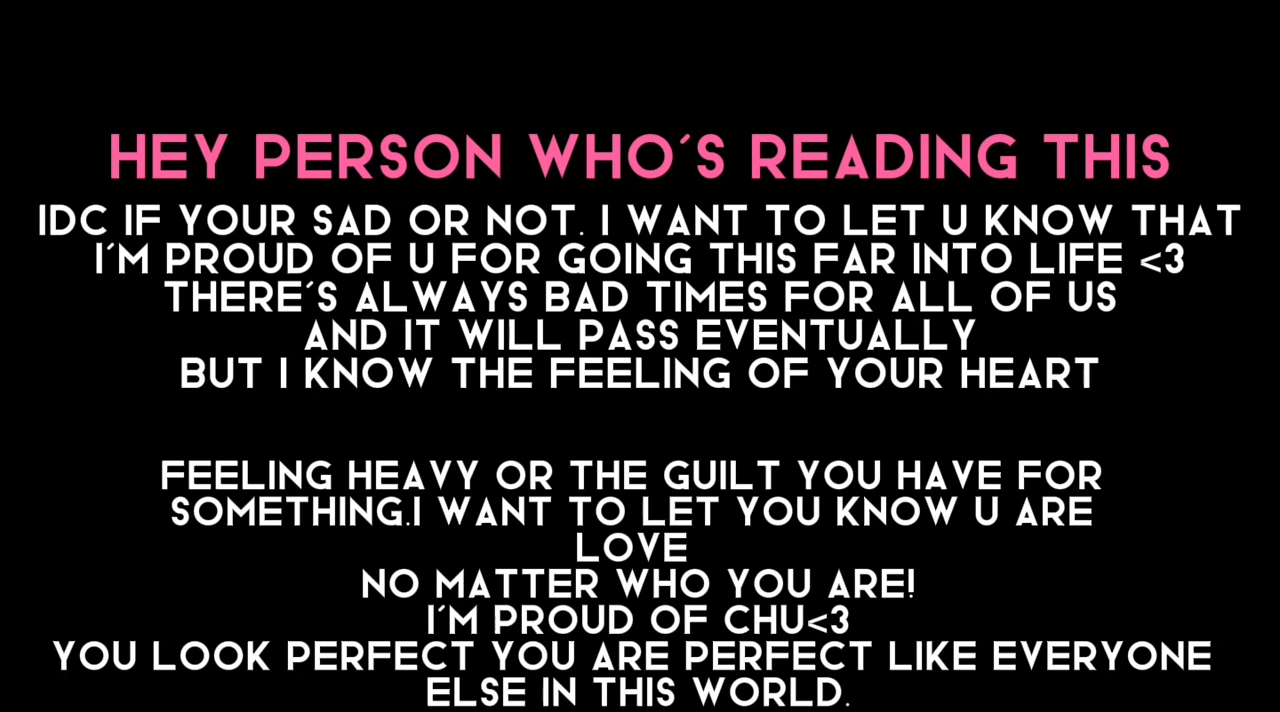 HEY PERSON WHO'S READING THIS
IDC IF YOUR SAD OR NOT. I WANT TO LET U KNOW THAT
I'M PROUD OF U FOR GOING THIS FAR INTO LIFE <3
THERE'S ALWAYS BAD TIMES FOR ALL OF US
AND IT WILL PASS EVENTUALLY
BUT I KNOW THE FEELING OF YOUR HEART
FEELING HEAVY OR THE GUILT YOU HAVE FOR
SOMETHING.I WANT TO LET YOU KNOW U ARE
LOVE
NO MATTER WHO YOU ARE!
I'M PROUD OF CHU<3
YOU LOOK PERFECT YOU ARE PERFECT LIKE EVERYONE
ELSE IN THIS WORLD.